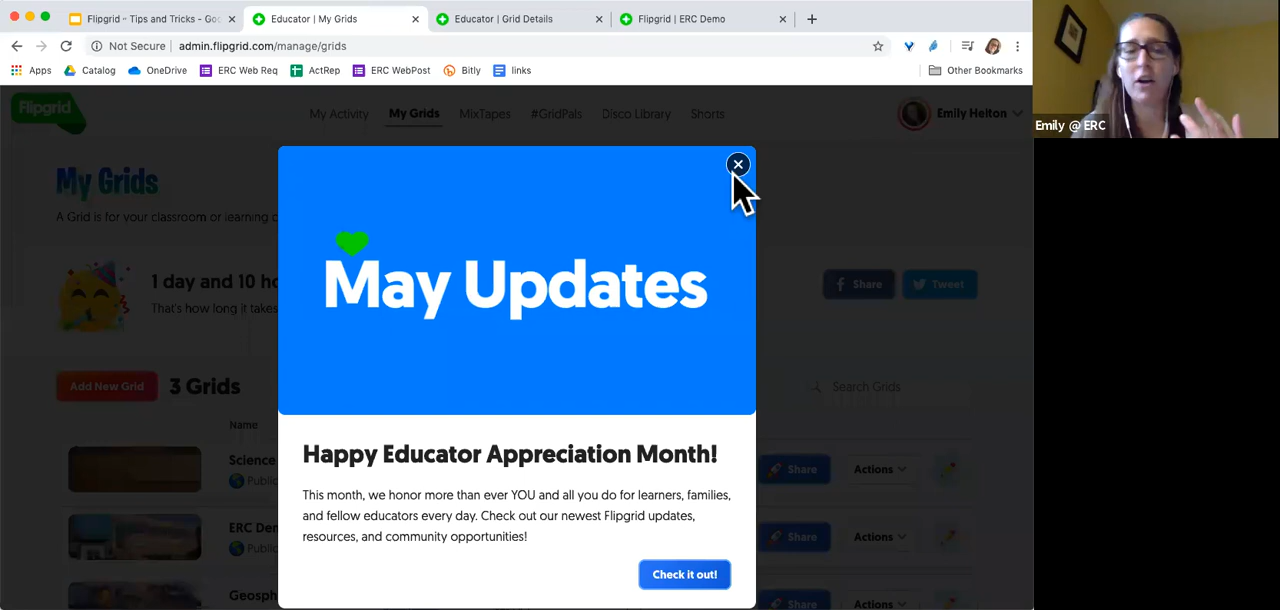 Flipgrid - Tips and Tricks - Goo
Educator | My Grids
Educator | Grid Details
Flipgrid | ERC Demo
Not Secure
admin.flipgrid.com/manage/grids
Apps
Catalog
OneDrive
ERC Web Req
ActRep
ERC WebPost
Bitly
links
Other Bookmarks
Emily @ ERC
Flipgrid
My Activity
My Grids
MixTapes
#GridPals
Disco Library
Shorts
Emily Helton
My Grids
A Grid is for your classroom or learning c
1 day and 10 ho
That's how long it takes
Share
Tweet
May Updates
Add New Grid
3 Grids
Search Grids
Name
Happy Educator Appreciation Month!
Science
Public
Share
Actions
This month, we honor more than ever YOU and all you do for learners, families,
and fellow educators every day. Check out our newest Flipgrid updates,
resources, and community opportunities!
ERC Dem
Public
Share
Actions
Check it out!
Geosph
Share
Actions